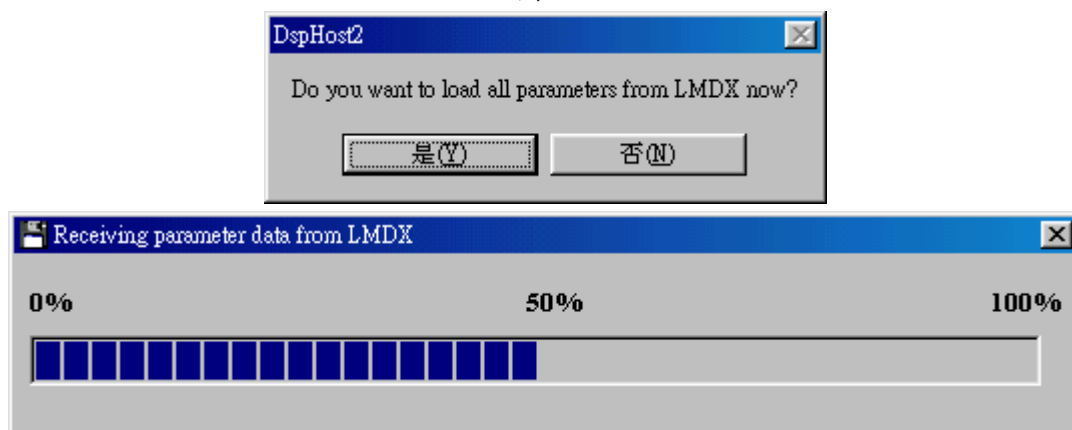 DspHost2
Do you want to load all parameters from LMDX now?
是(Y) 否(N)
Receiving parameter data from LMDX
0% 50% 100%